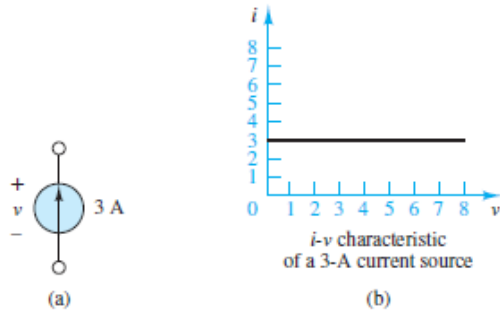 +
v
−
3 A
(a)
i
8
7
6
5
4
3
2
1
0 1 2 3 4 5 6 7 8 v
i-v characteristic
of a 3-A current source
(b)